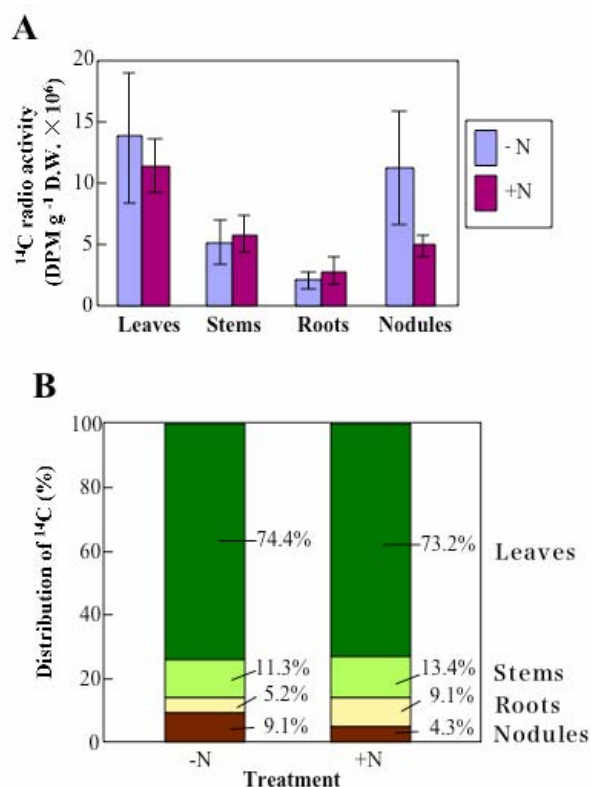 A
20
15
10
5
0
¹⁴C radio activity
(DPM g⁻¹ D.W. × 10⁶)
Leaves Stems Roots Nodules
- N
+N
B
100
80
60
40
20
0
Distribution of ¹⁴C (%)
74.4%
73.2%
Leaves
11.3%
13.4%
Stems
5.2%
9.1%
Roots
9.1%
4.3%
Nodules
-N +N
Treatment